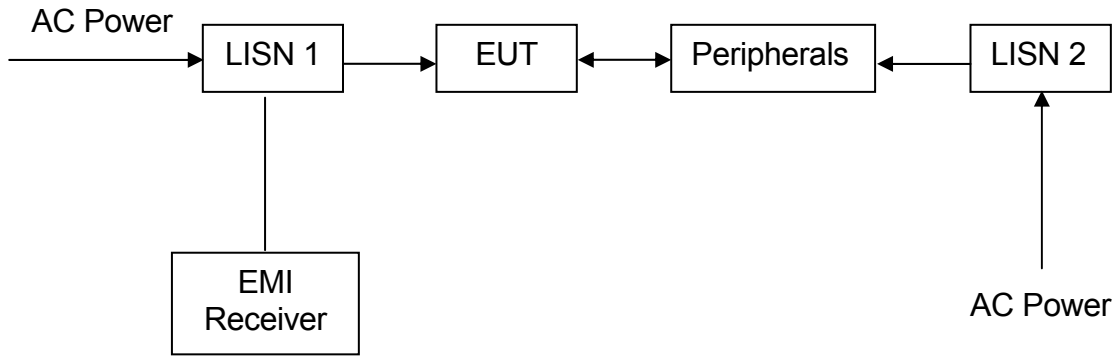 AC Power
LISN 1
EUT
Peripherals
LISN 2
EMI
Receiver
AC Power